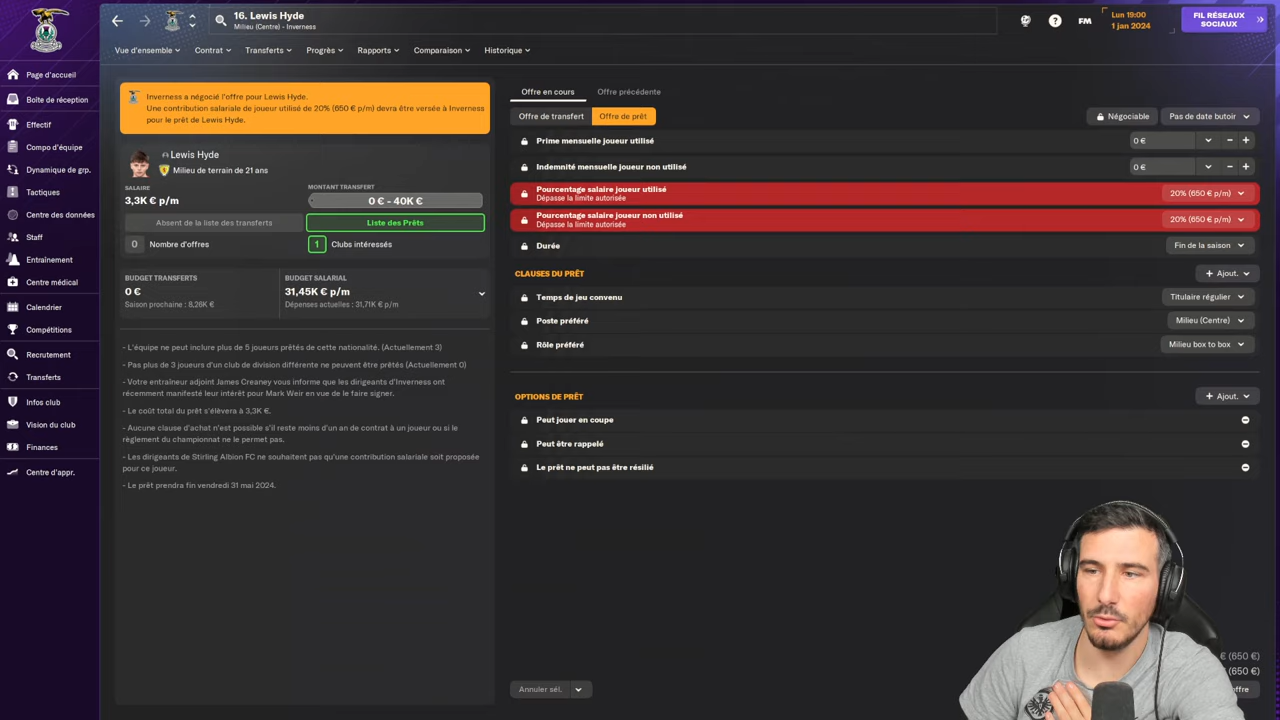 16. Lewis Hyde
Milieu (Centre) - Inverness
FM
Lun 19:00
1 jan 2024
FIL RÉSEAUX
SOCIAUX
Vue d'ensemble
Contrat
Transferts
Progrès
Rapports
Comparaison
Historique
Page d'accueil
Boîte de réception
Effectif
Compo d'équipe
Dynamique de grp.
Tactiques
Centre des données
Staff
Entraînement
Centre médical
Calendrier
Compétitions
Recrutement
Transferts
Infos club
Vision du club
Finances
Centre d'appr.
Inverness a négocié l'offre pour Lewis Hyde.
Une contribution salariale de joueur utilisé de 20% (650 € p/m) devra être versée à Inverness
pour le prêt de Lewis Hyde.
Lewis Hyde
Milieu de terrain de 21 ans
SALAIRE
3,3K € p/m
MONTANT TRANSFERT
0 € - 40K €
Absent de la liste des transferts
Liste des Prêts
0 Nombre d'offres
1 Clubs intéressés
BUDGET TRANSFERTS
0 €
Saison prochaine : 8,26K €
BUDGET SALARIAL
31,45K € p/m
Dépenses actuelles : 31,71K € p/m
- L'équipe ne peut inclure plus de 5 joueurs prêtés de cette nationalité. (Actuellement 3)
- Pas plus de 3 joueurs d'un club de division différente ne peuvent être prêtés (Actuellement 0)
- Votre entraîneur adjoint James Creaney vous informe que les dirigeants d'Inverness ont
récemment manifesté leur intérêt pour Mark Weir en vue de le faire signer.
- Le coût total du prêt s'élèvera à 3,3K €.
- Aucune clause d'achat n'est possible s'il reste moins d'un an de contrat à un joueur ou si le
règlement du championnat ne le permet pas.
- Les dirigeants de Stirling Albion FC ne souhaitent pas qu'une contribution salariale soit proposée
pour ce joueur.
- Le prêt prendra fin vendredi 31 mai 2024.
Offre en cours
Offre précédente
Offre de transfert
Offre de prêt
Négociable
Pas de date butoir
Prime mensuelle joueur utilisé
0 €
Indemnité mensuelle joueur non utilisé
0 €
Pourcentage salaire joueur utilisé
Dépasse la limite autorisée
20% (650 € p/m)
Pourcentage salaire joueur non utilisé
Dépasse la limite autorisée
20% (650 € p/m)
Durée
Fin de la saison
CLAUSES DU PRÊT
Ajout.
Temps de jeu convenu
Titulaire régulier
Poste préféré
Milieu (Centre)
Rôle préféré
Milieu box to box
OPTIONS DE PRÊT
Ajout.
Peut jouer en coupe
Peut être rappelé
Le prêt ne peut pas être résilié
€ (650 €)
(650 €)
Annuler sél.
offre